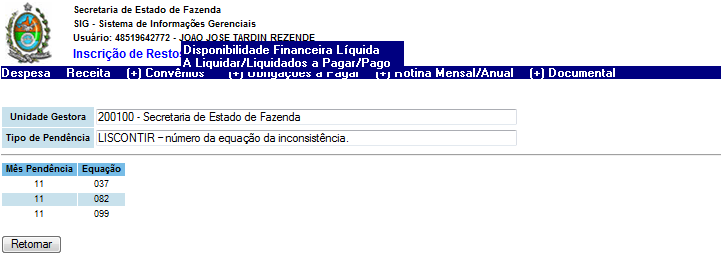 Secretaria de Estado de Fazenda
SIG - Sistema de Informações Gerenciais
Usuário: 48519642772 - JOAO JOSE TARDIN REZENDE
Inscrição de Restos
Disponibilidade Financeira Líquida
A Liquidar/Liquidados a Pagar/Pago
Despesa Receita (+) Convênios (+) Obrigações a Pagar (+) Rotina Mensal/Anual (+) Documental
Unidade Gestora 200100 - Secretaria de Estado de Fazenda
Tipo de Pendência LISCONTIR – número da equação da inconsistência.
Mês Pendência Equação
11 037
11 082
11 099
Retornar